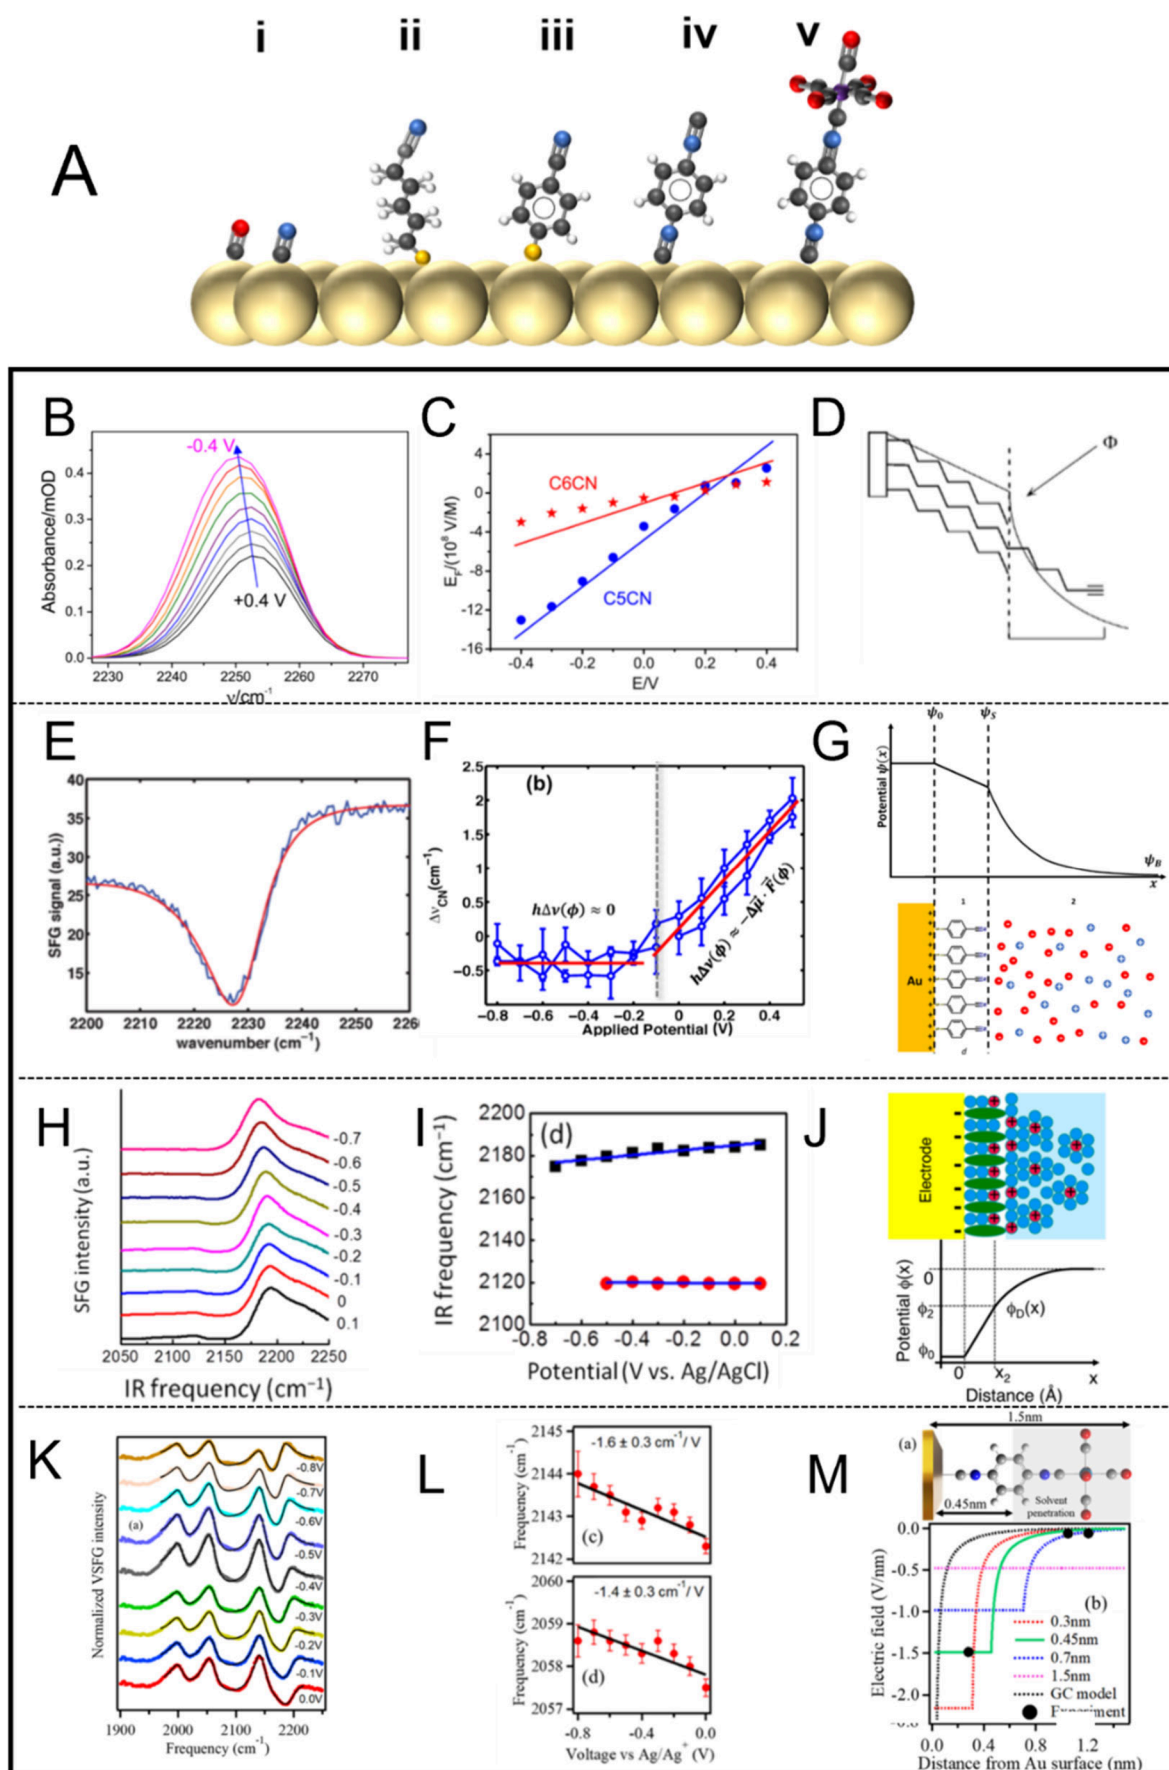 i ii iii iv v
A
B
-0.4 V
+0.4 V
Absorbance/mOD
0.4
0.3
0.2
0.1
0.0
2230 2240 2250 2260 2270
ν/cm⁻¹
C
C6CN
C5CN
E_F/(10⁸ V/M)
4
0
-4
-8
-12
-16
-0.4 -0.2 0.0 0.2 0.4
E/V
D
Φ
E
SFG signal (a.u.))
40
35
30
25
20
15
2200 2210 2220 2230 2240 2250 226
wavenumber (cm⁻¹)
F
(b)
Δν_CN(cm⁻¹)
2.5
2
1.5
1
0.5
0
-0.5
hΔν(ϕ) ≈ 0
hΔν(ϕ) ≈ -Δμ⃗ · F⃗(ϕ)
-0.8 -0.6 -0.4 -0.2 0 0.2 0.4
Applied Potential (V)
G
ψ₀ ψ_S
Potential ψ(x)
ψ_B
x
1 2
Au
d
H
SFG intensity (a.u.)
-0.7
-0.6
-0.5
-0.4
-0.3
-0.2
-0.1
0
0.1
2050 2100 2150 2200 2250
IR frequency (cm⁻¹)
I
(d)
IR frequency (cm⁻¹)
2200
2180
2160
2140
2120
2100
-0.8 -0.6 -0.4 -0.2 0.0 0.2
Potential (V vs. Ag/AgCl)
J
Electrode
Potential ϕ(x)
0
ϕ₂
ϕ₀
ϕ_D(x)
0 x₂ x
Distance (Å)
K
(a)
Normalized VSFG intensity
-0.8V
-0.7V
-0.6V
-0.5V
-0.4V
-0.3V
-0.2V
-0.1V
0.0V
1900 2000 2100 2200
Frequency (cm⁻¹)
L
Frequency (cm⁻¹)
2145
2144
2143
2142
-1.6 ± 0.3 cm⁻¹/ V
(c)
Frequency (cm⁻¹)
2060
2059
2058
2057
-1.4 ± 0.3 cm⁻¹/ V
(d)
-0.8 -0.4 0.0
Voltage vs Ag/Ag⁺ (V)
M
1.5nm
(a)
0.45nm
Solvent
penetration
Electric field (V/nm)
0.0
-0.5
-1.0
-1.5
-2.0
(b)
0.3nm
0.45nm
0.7nm
1.5nm
GC model
0.0 0.4 0.8 1.2
Distance from Au surface (nm)